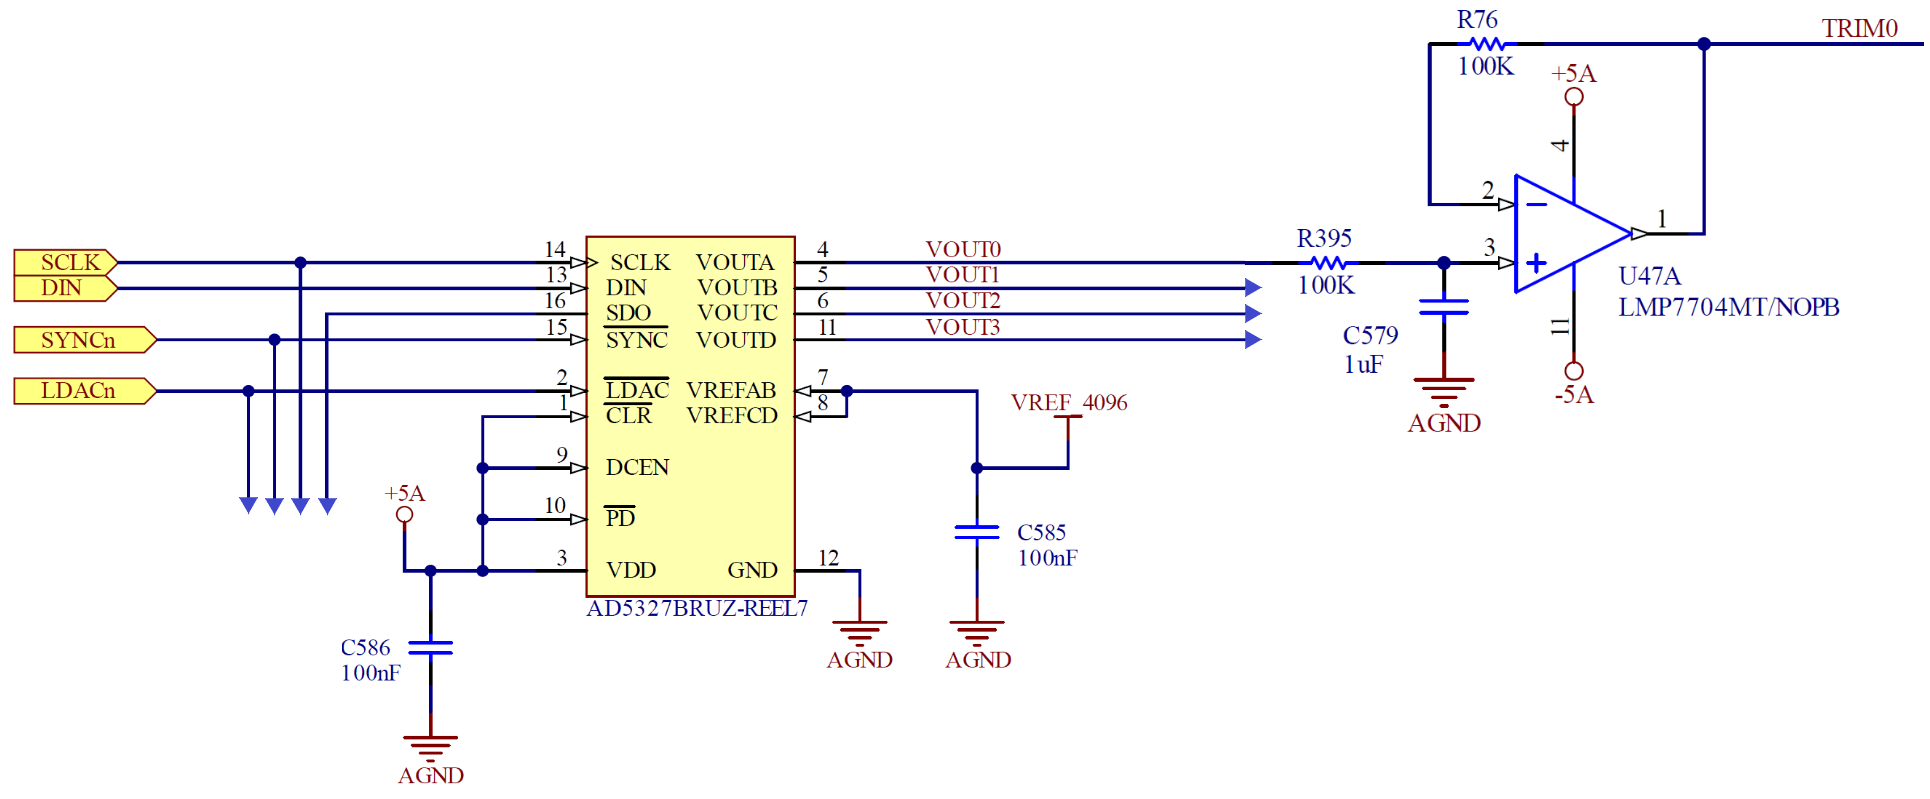 R76
100K
TRIM0
+5A
4
2
1
3
11
U47A
LMP7704MT/NOPB
-5A
R395
100K
C579
1uF
AGND
SCLK
DIN
SYNCn
LDACn
14
13
16
15
2
1
9
10
3
SCLK
DIN
SDO
SYNC
LDAC
CLR
DCEN
PD
VDD
VOUTA
VOUTB
VOUTC
VOUTD
VREFAB
VREFCD
GND
4
5
6
11
7
8
12
VOUT0
VOUT1
VOUT2
VOUT3
AD5327BRUZ-REEL7
VREF_4096
C585
100nF
AGND
AGND
+5A
C586
100nF
AGND